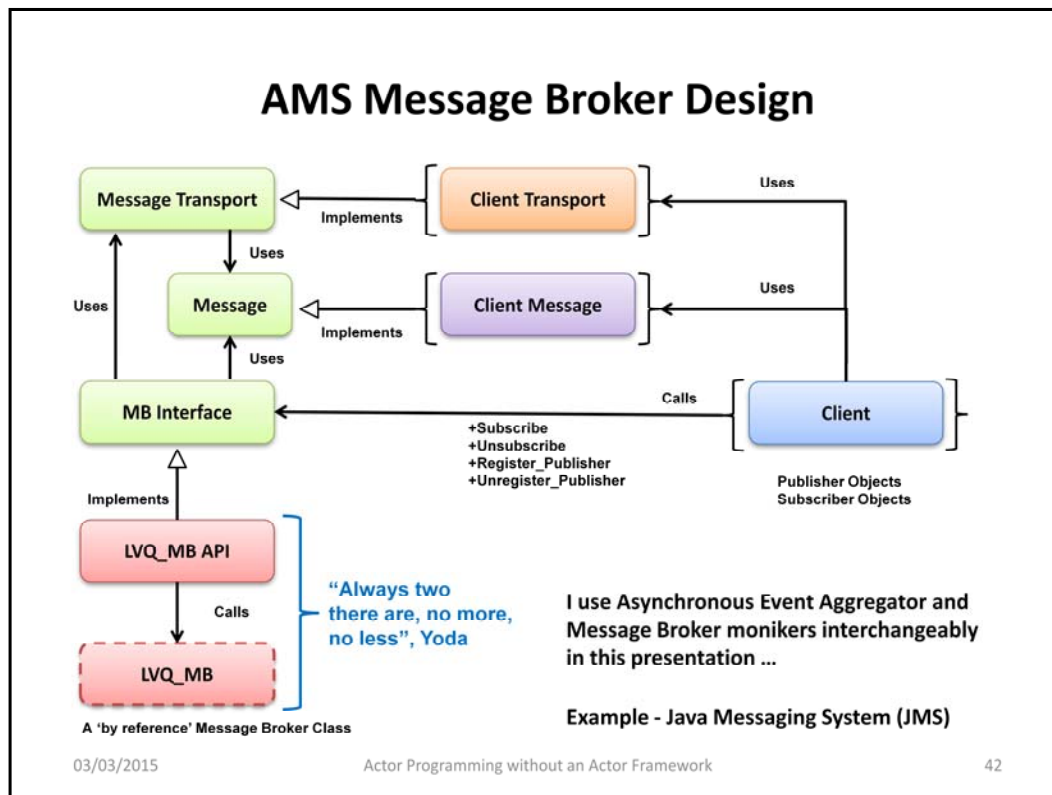 AMS Message Broker Design
Message Transport
Implements
Client Transport
Uses
Uses
Uses
Message
Implements
Client Message
Uses
Uses
MB Interface
Calls
+Subscribe
+Unsubscribe
+Register_Publisher
+Unregister_Publisher
Client
Publisher Objects
Subscriber Objects
Implements
LVQ_MB API
Calls
LVQ_MB
A 'by reference' Message Broker Class
“Always two
there are, no more,
no less”, Yoda
I use Asynchronous Event Aggregator and
Message Broker monikers interchangeably
in this presentation ...
Example - Java Messaging System (JMS)
03/03/2015
Actor Programming without an Actor Framework
42